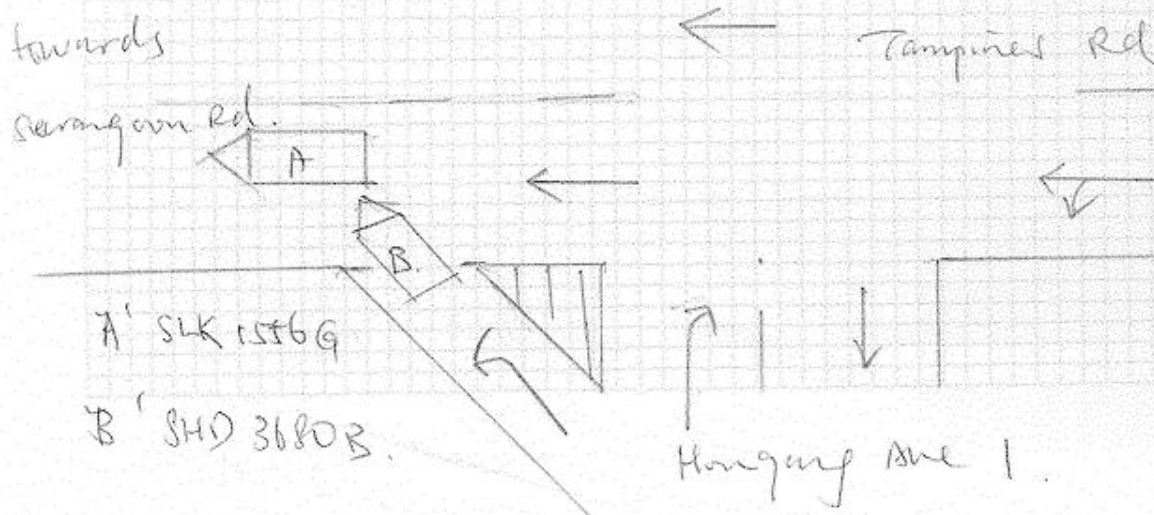 towards
Tampines Rd
Serangoon Rd.
A
B.
A' SLK 1556G
B' SHD 3680B.
Hougang Ave 1.